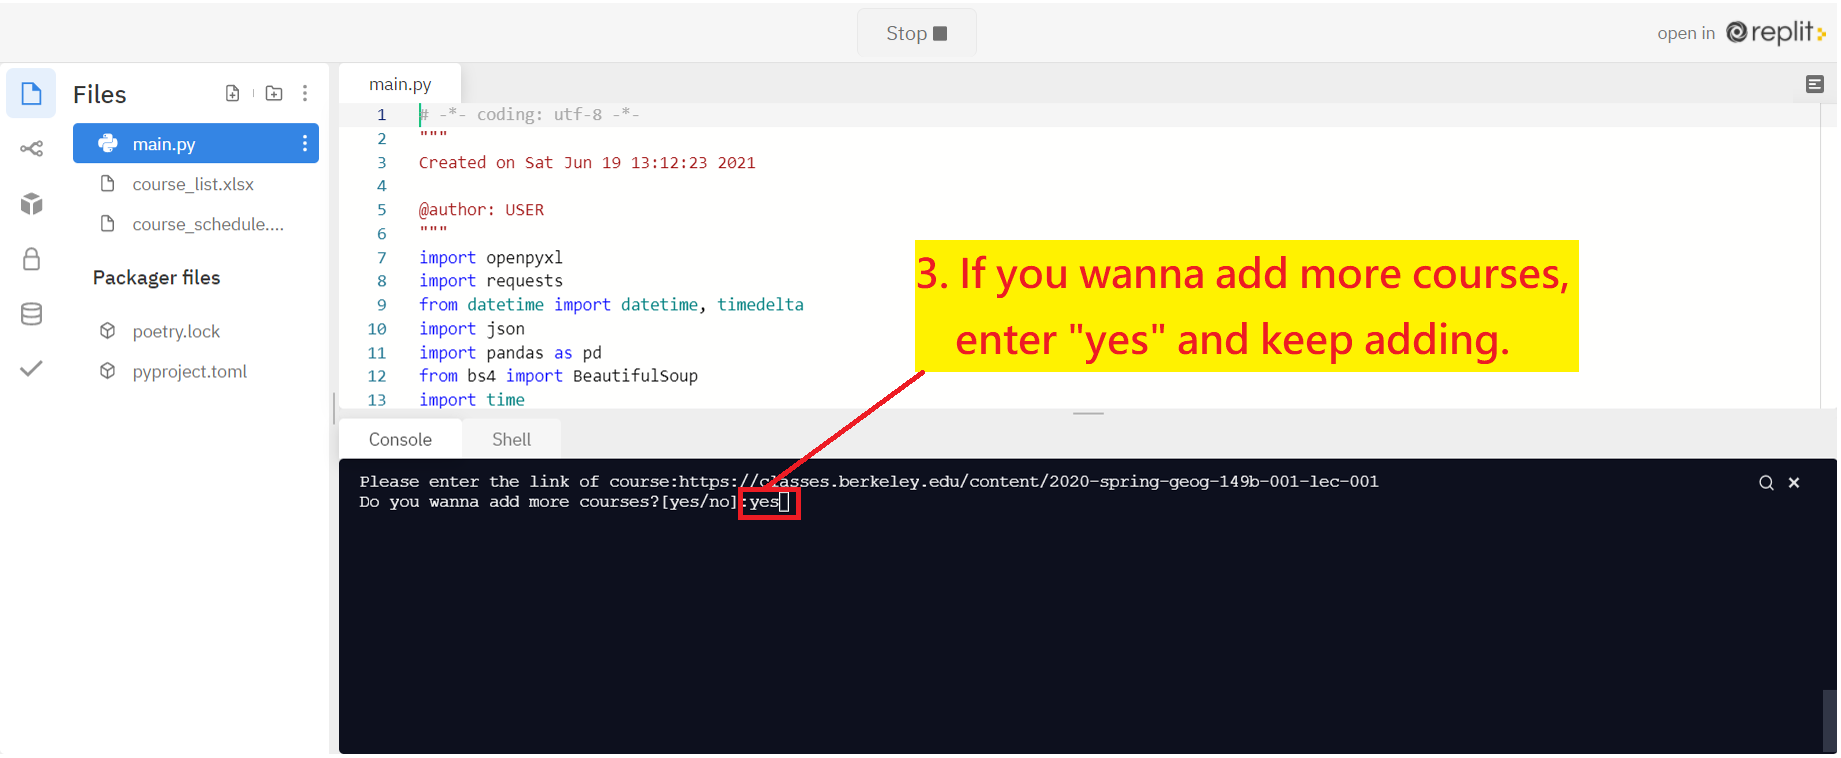 Stop
open in replit
Files
main.py
course_list.xlsx
course_schedule....
Packager files
poetry.lock
pyproject.toml
main.py
1 # -*- coding: utf-8 -*-
2 """
3 Created on Sat Jun 19 13:12:23 2021
4
5 @author: USER
6 """
7 import openpyxl
8 import requests
9 from datetime import datetime, timedelta
10 import json
11 import pandas as pd
12 from bs4 import BeautifulSoup
13 import time
3. If you wanna add more courses,
enter "yes" and keep adding.
Console Shell
Please enter the link of course:https://classes.berkeley.edu/content/2020-spring-geog-149b-001-lec-001
Do you wanna add more courses?[yes/no]:yes